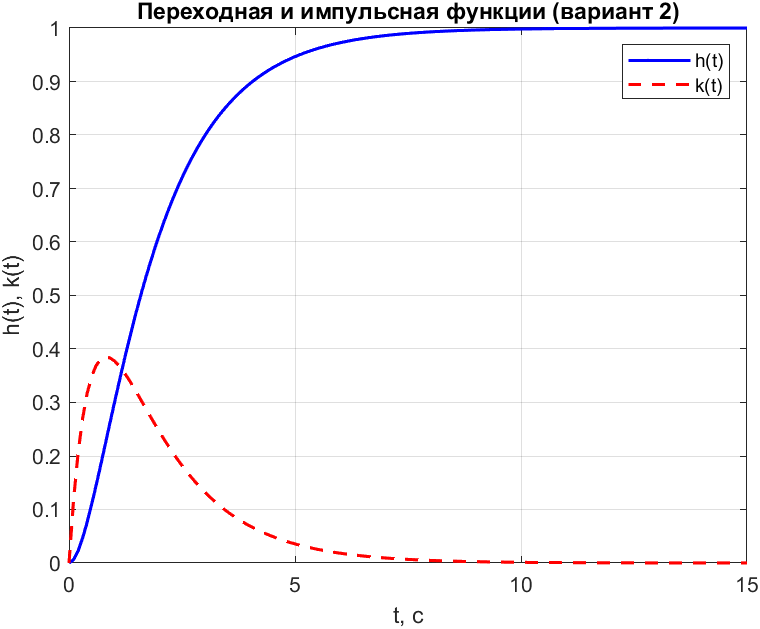 Переходная и импульсная функции (вариант 2)
h(t)
k(t)
h(t), k(t)
1
0.9
0.8
0.7
0.6
0.5
0.4
0.3
0.2
0.1
0
0 5 10 15
t, с